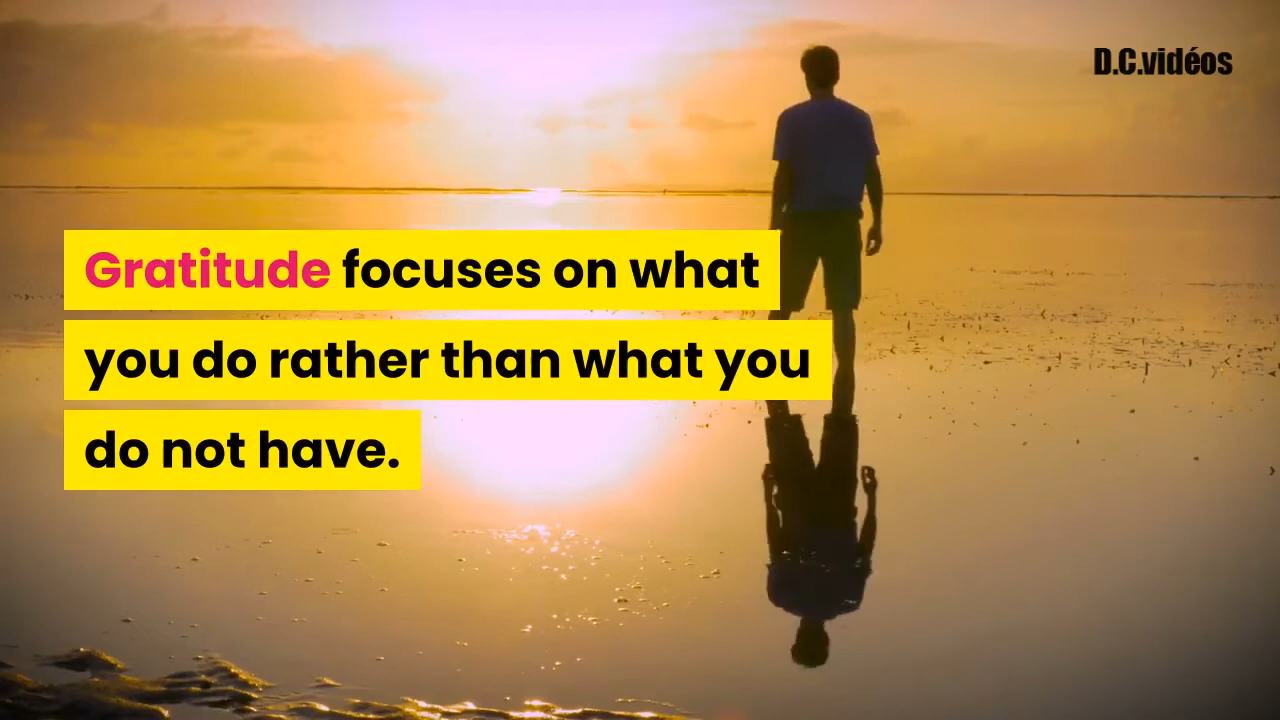 D.C.vidéos
Gratitude focuses on what
you do rather than what you
do not have.